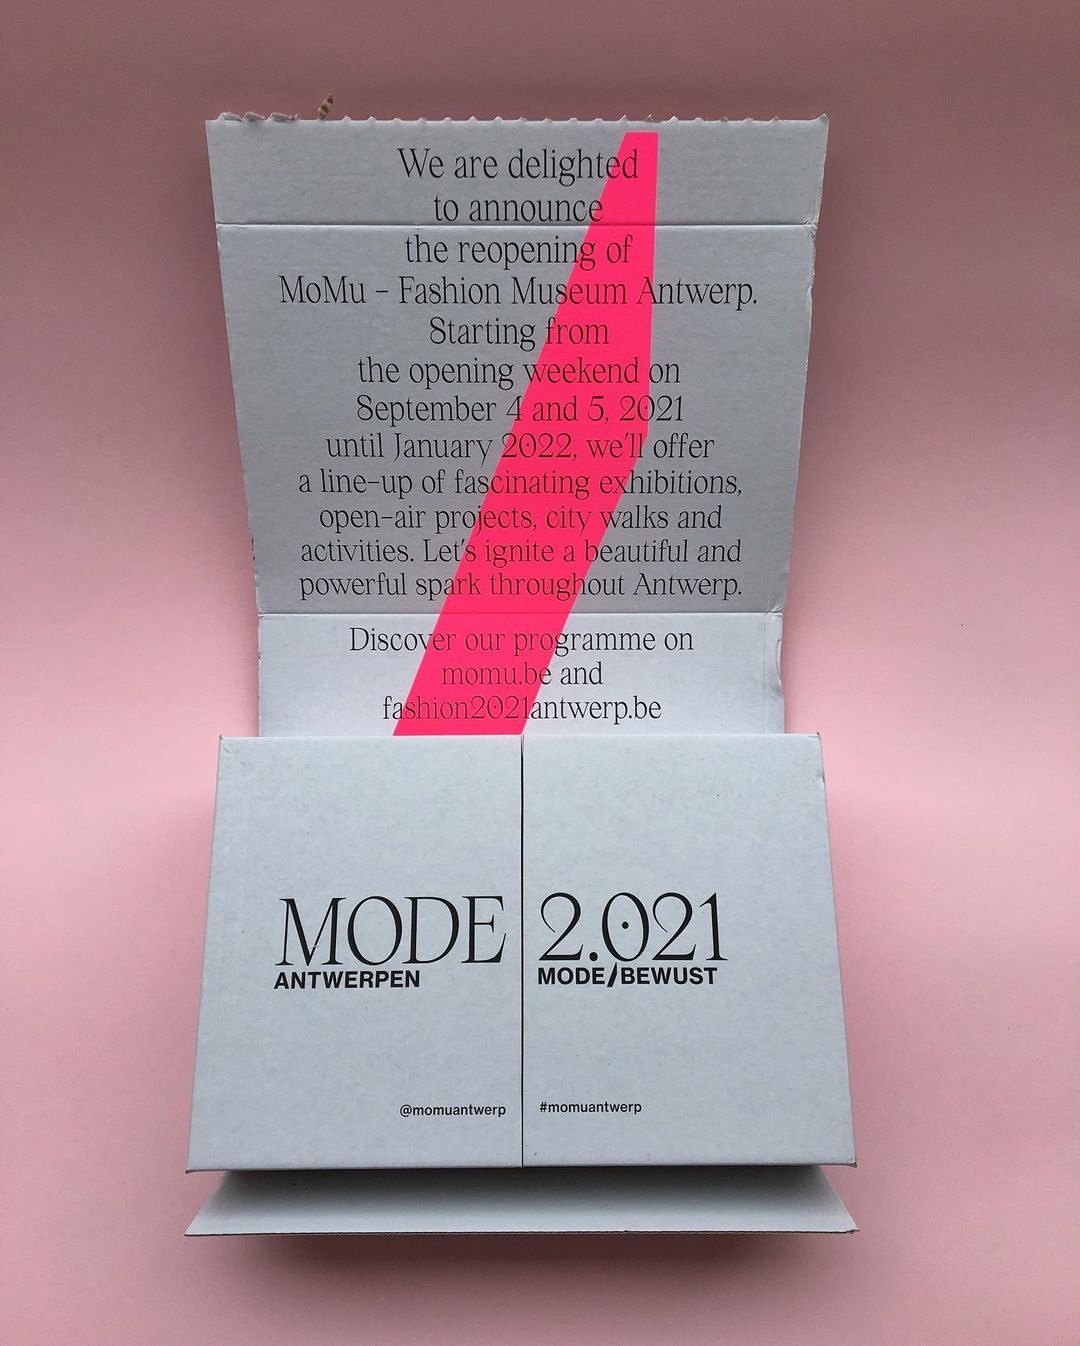 We are delighted
to announce
the reopening of
MoMu – Fashion Museum Antwerp.
Starting from
the opening weekend on
September 4 and 5, 2021
until January 2022, we'll offer
a line-up of fascinating exhibitions,
open-air projects, city walks and
activities. Let's ignite a beautiful and
powerful spark throughout Antwerp.
Discover our programme on
momu.be and
fashion2021antwerp.be
MODE 2.021
ANTWERPEN MODE/BEWUST
@momuantwerp #momuantwerp